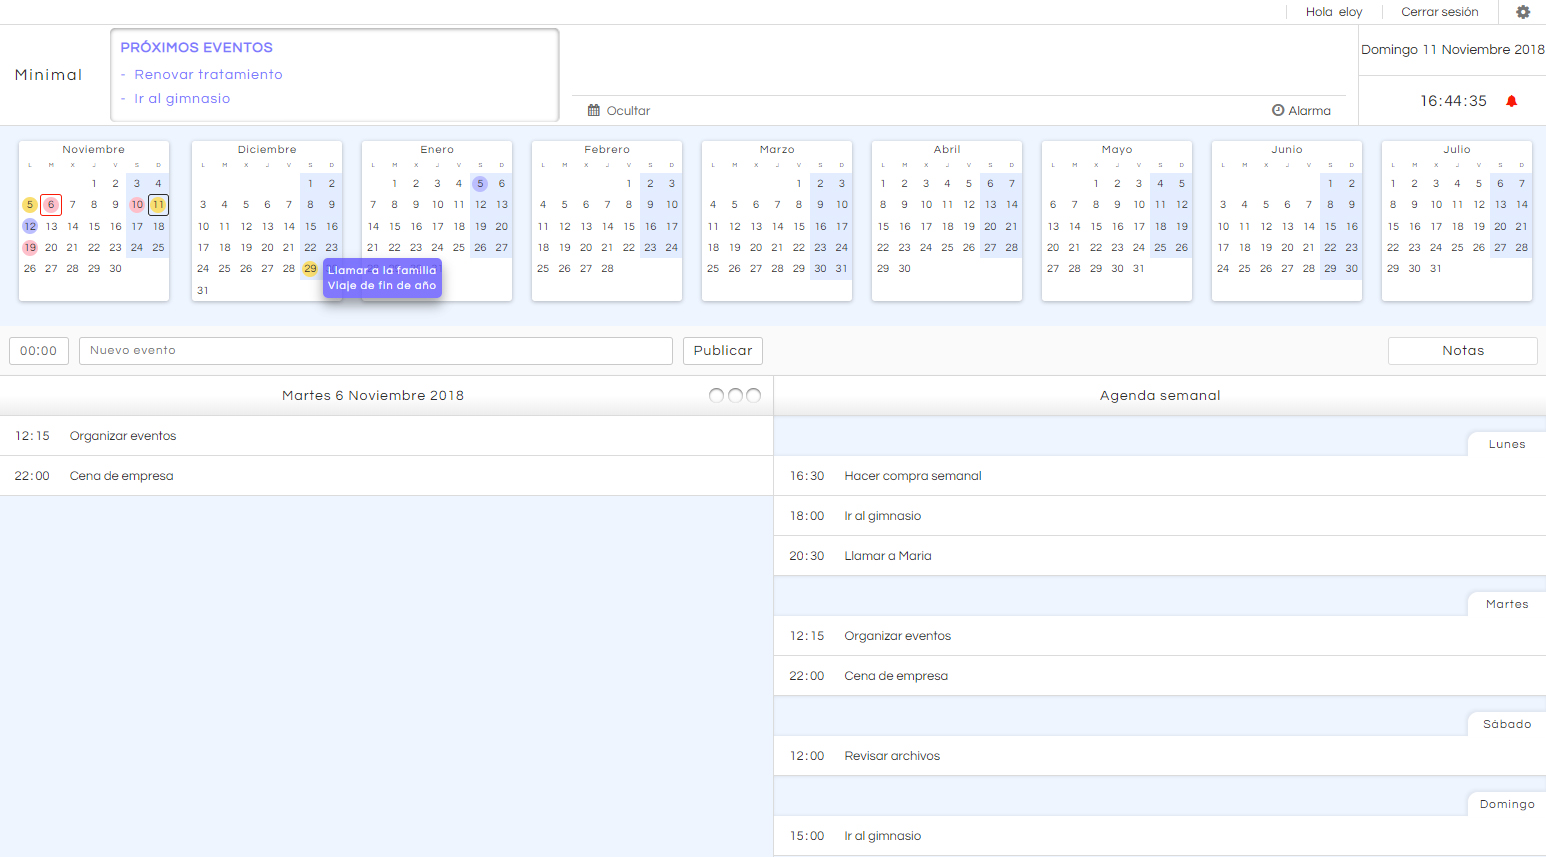 Hola eloy
Cerrar sesión
Minimal
PRÓXIMOS EVENTOS
- Renovar tratamiento
- Ir al gimnasio
Ocultar
Alarma
Domingo 11 Noviembre 2018
16:44:35
Noviembre
L M X J V S D
1 2 3 4
5 6 7 8 9 10 11
12 13 14 15 16 17 18
19 20 21 22 23 24 25
26 27 28 29 30
Diciembre
L M X J V S D
1 2
3 4 5 6 7 8 9
10 11 12 13 14 15 16
17 18 19 20 21 22 23
24 25 26 27 28 29
31
Llamar a la familia
Viaje de fin de año
Enero
L M X J V S D
1 2 3 4 5 6
7 8 9 10 11 12 13
14 15 16 17 18 19 20
21 22 23 24 25 26 27
Febrero
L M X J V S D
1 2 3
4 5 6 7 8 9 10
11 12 13 14 15 16 17
18 19 20 21 22 23 24
25 26 27 28
Marzo
L M X J V S D
1 2 3
4 5 6 7 8 9 10
11 12 13 14 15 16 17
18 19 20 21 22 23 24
25 26 27 28 29 30 31
Abril
L M X J V S D
1 2 3 4 5 6 7
8 9 10 11 12 13 14
15 16 17 18 19 20 21
22 23 24 25 26 27 28
29 30
Mayo
L M X J V S D
1 2 3 4 5
6 7 8 9 10 11 12
13 14 15 16 17 18 19
20 21 22 23 24 25 26
27 28 29 30 31
Junio
L M X J V S D
1 2
3 4 5 6 7 8 9
10 11 12 13 14 15 16
17 18 19 20 21 22 23
24 25 26 27 28 29 30
Julio
L M X J V S D
1 2 3 4 5 6 7
8 9 10 11 12 13 14
15 16 17 18 19 20 21
22 23 24 25 26 27 28
29 30 31
00:00
Nuevo evento
Publicar
Notas
Martes 6 Noviembre 2018
12:15 Organizar eventos
22:00 Cena de empresa
Agenda semanal
Lunes
16:30 Hacer compra semanal
18:00 Ir al gimnasio
20:30 Llamar a Maria
Martes
12:15 Organizar eventos
22:00 Cena de empresa
Sábado
12:00 Revisar archivos
Domingo
15:00 Ir al gimnasio